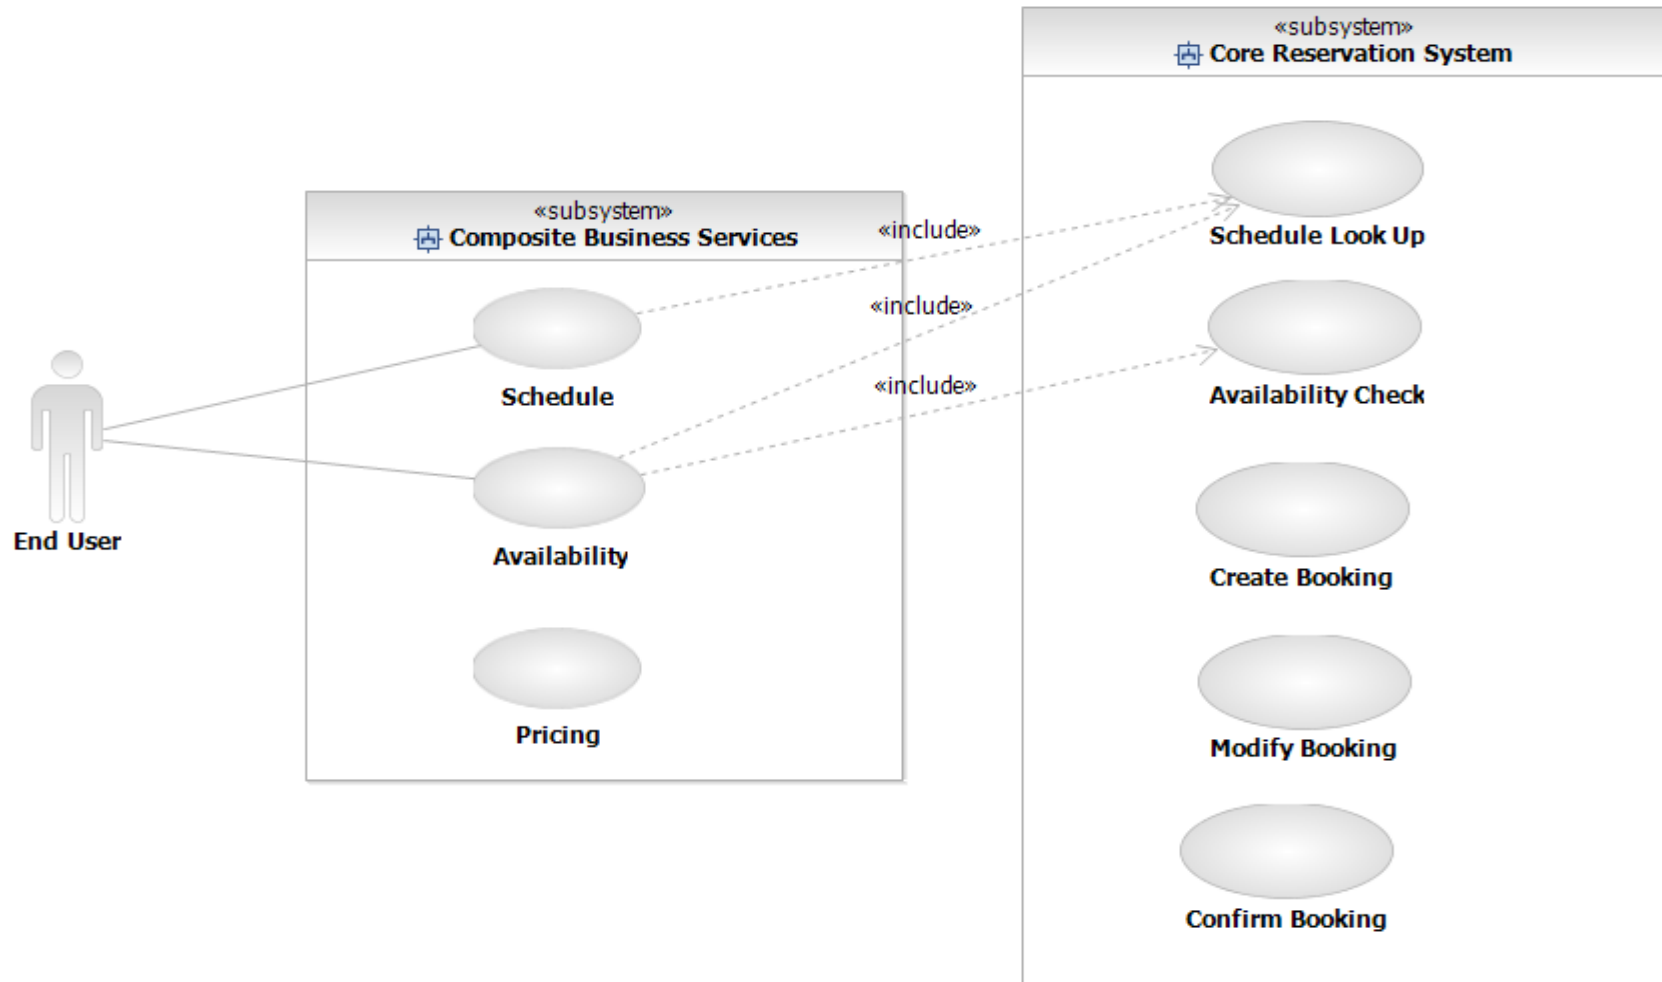 «subsystem»
Core Reservation System
«subsystem»
Composite Business Services
«include»
Schedule Look Up
«include»
«include»
Schedule
Availability Check
End User
Availability
Create Booking
Pricing
Modify Booking
Confirm Booking